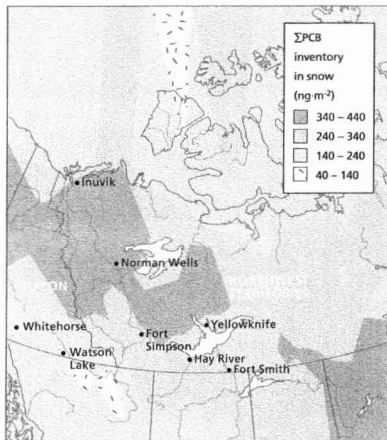 ΣPCB
inventory
in snow
(ng·m⁻²)
340 – 440
240 – 340
140 – 240
40 – 140
Inuvik
Norman Wells
YUKON
Whitehorse
Fort
Simpson
Yellowknife
Watson
Lake
Hay River
Fort Smith